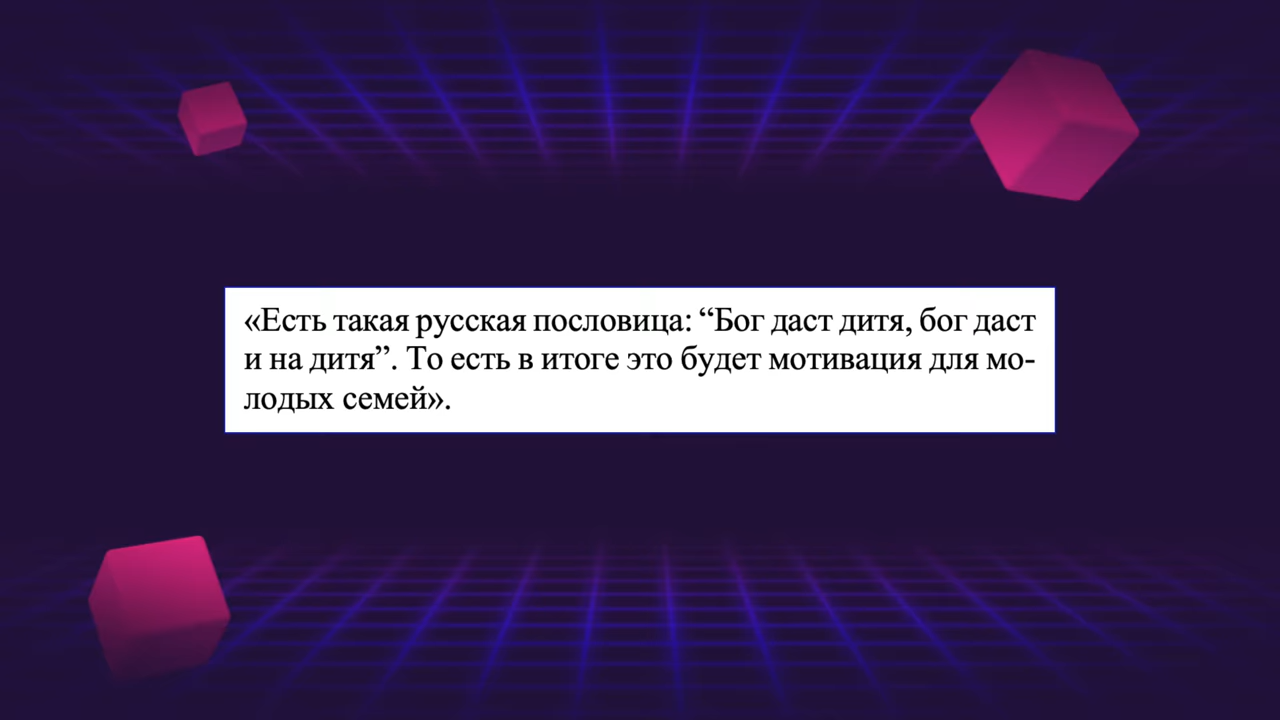 «Есть такая русская пословица: “Бог даст дитя, бог даст
и на дитя”. То есть в итоге это будет мотивация для мо-
лодых семей».